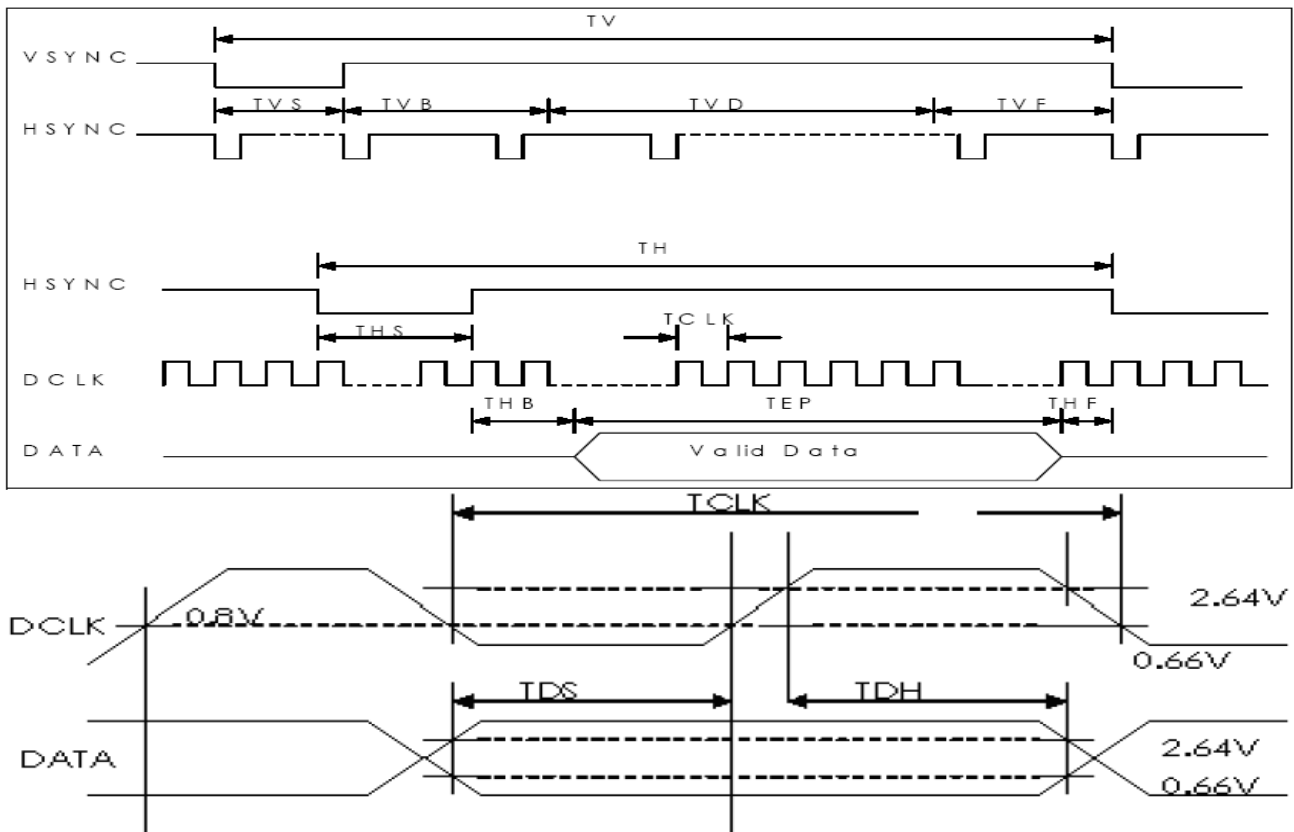 TV
VSYNC
TVS TVB TVD TVF
HSYNC
TH
HSYNC
THS TCLK
DCLK
THB TEP THF
DATA Valid Data
TCLK
DCLK 0.8V 2.64V
0.66V
TDS TDH
DATA 2.64V
0.66V